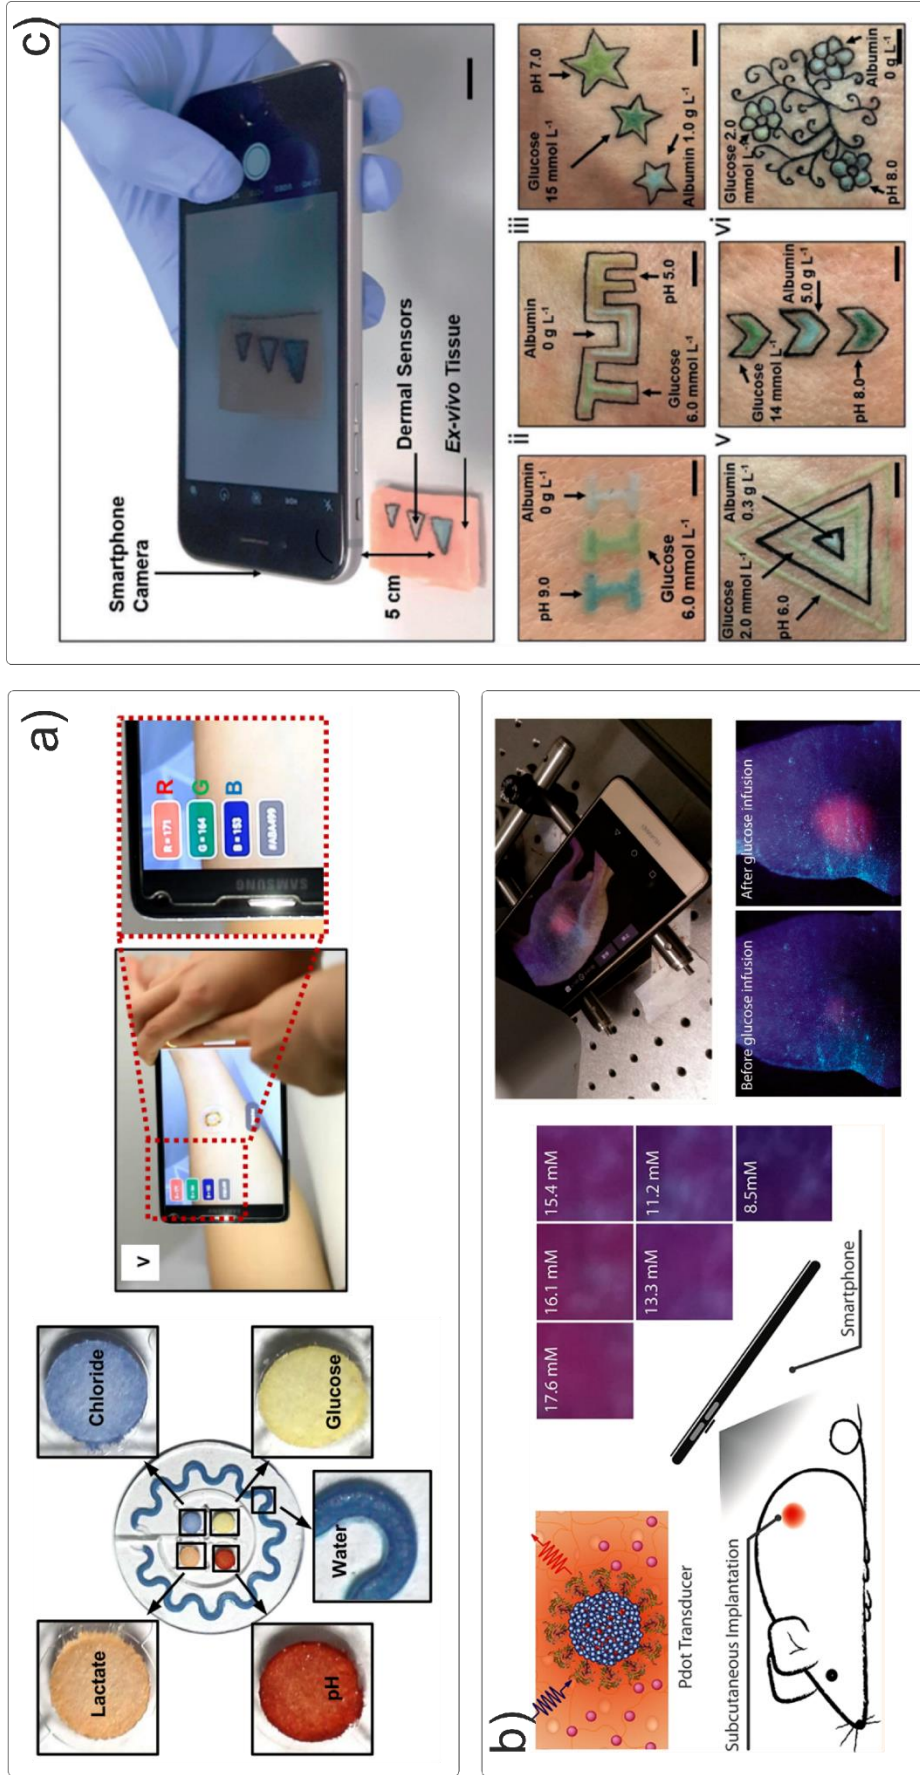 a)
Lactate
Chloride
pH
Glucose
Water
V
SAMSUNG
R = 171
G = 164
B = 153
#ABA499
R
G
B
SAMSUNG
b)
Pdot Transducer
17.6 mM
16.1 mM
15.4 mM
13.3 mM
11.2 mM
8.5mM
Subcutaneous Implantation
Smartphone
Before glucose infusion
After glucose infusion
c)
Smartphone
Camera
5 cm
Dermal Sensors
Ex-vivo Tissue
pH 9.0
Albumin
0 g L-1
Glucose
6.0 mmol L-1
ii
Albumin
0 g L-1
Glucose
6.0 mmol L-1
pH 5.0
iii
Glucose
15 mmol L-1
pH 7.0
Albumin 1.0 g L-1
Glucose
2.0 mmol L-1
pH 6.0
Albumin
0.3 g L-1
v
Glucose
14 mmol L-1
Albumin
5.0 g L-1
pH 8.0
vi
Glucose 2.0
mmol L-1
pH 8.0
Albumin
0 g L-1